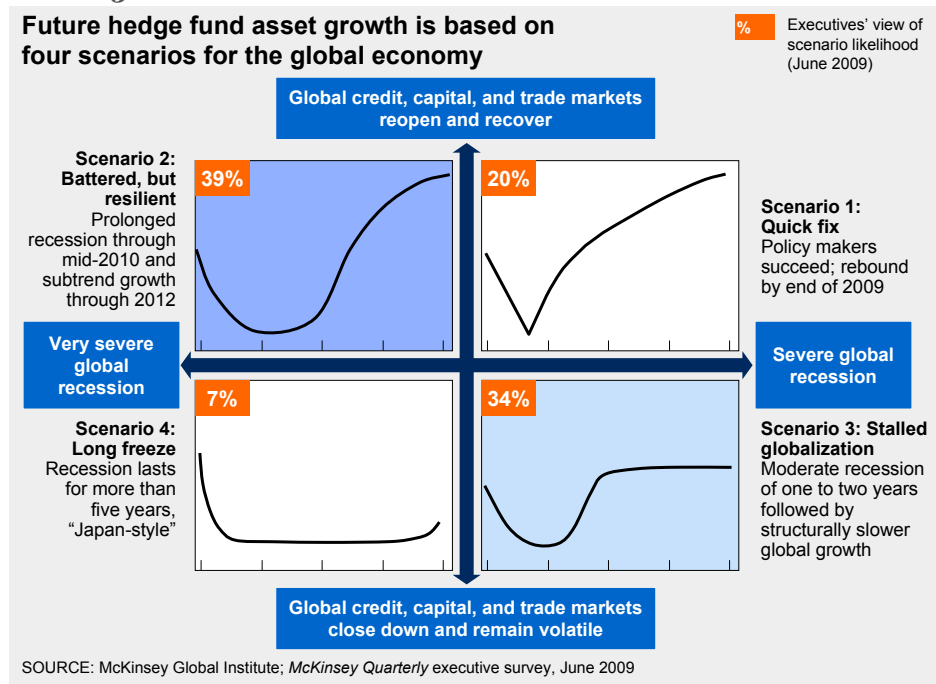 Future hedge fund asset growth is based on
four scenarios for the global economy
%
Executives’ view of
scenario likelihood
(June 2009)
Global credit, capital, and trade markets
reopen and recover
Scenario 2:
Battered, but
resilient
Prolonged
recession through
mid-2010 and
subtrend growth
through 2012
39%
20%
Scenario 1:
Quick fix
Policy makers
succeed; rebound
by end of 2009
Very severe
global
recession
Severe global
recession
Scenario 4:
Long freeze
Recession lasts
for more than
five years,
“Japan-style”
7%
34%
Scenario 3: Stalled
globalization
Moderate recession
of one to two years
followed by
structurally slower
global growth
Global credit, capital, and trade markets
close down and remain volatile
SOURCE: McKinsey Global Institute; McKinsey Quarterly executive survey, June 2009